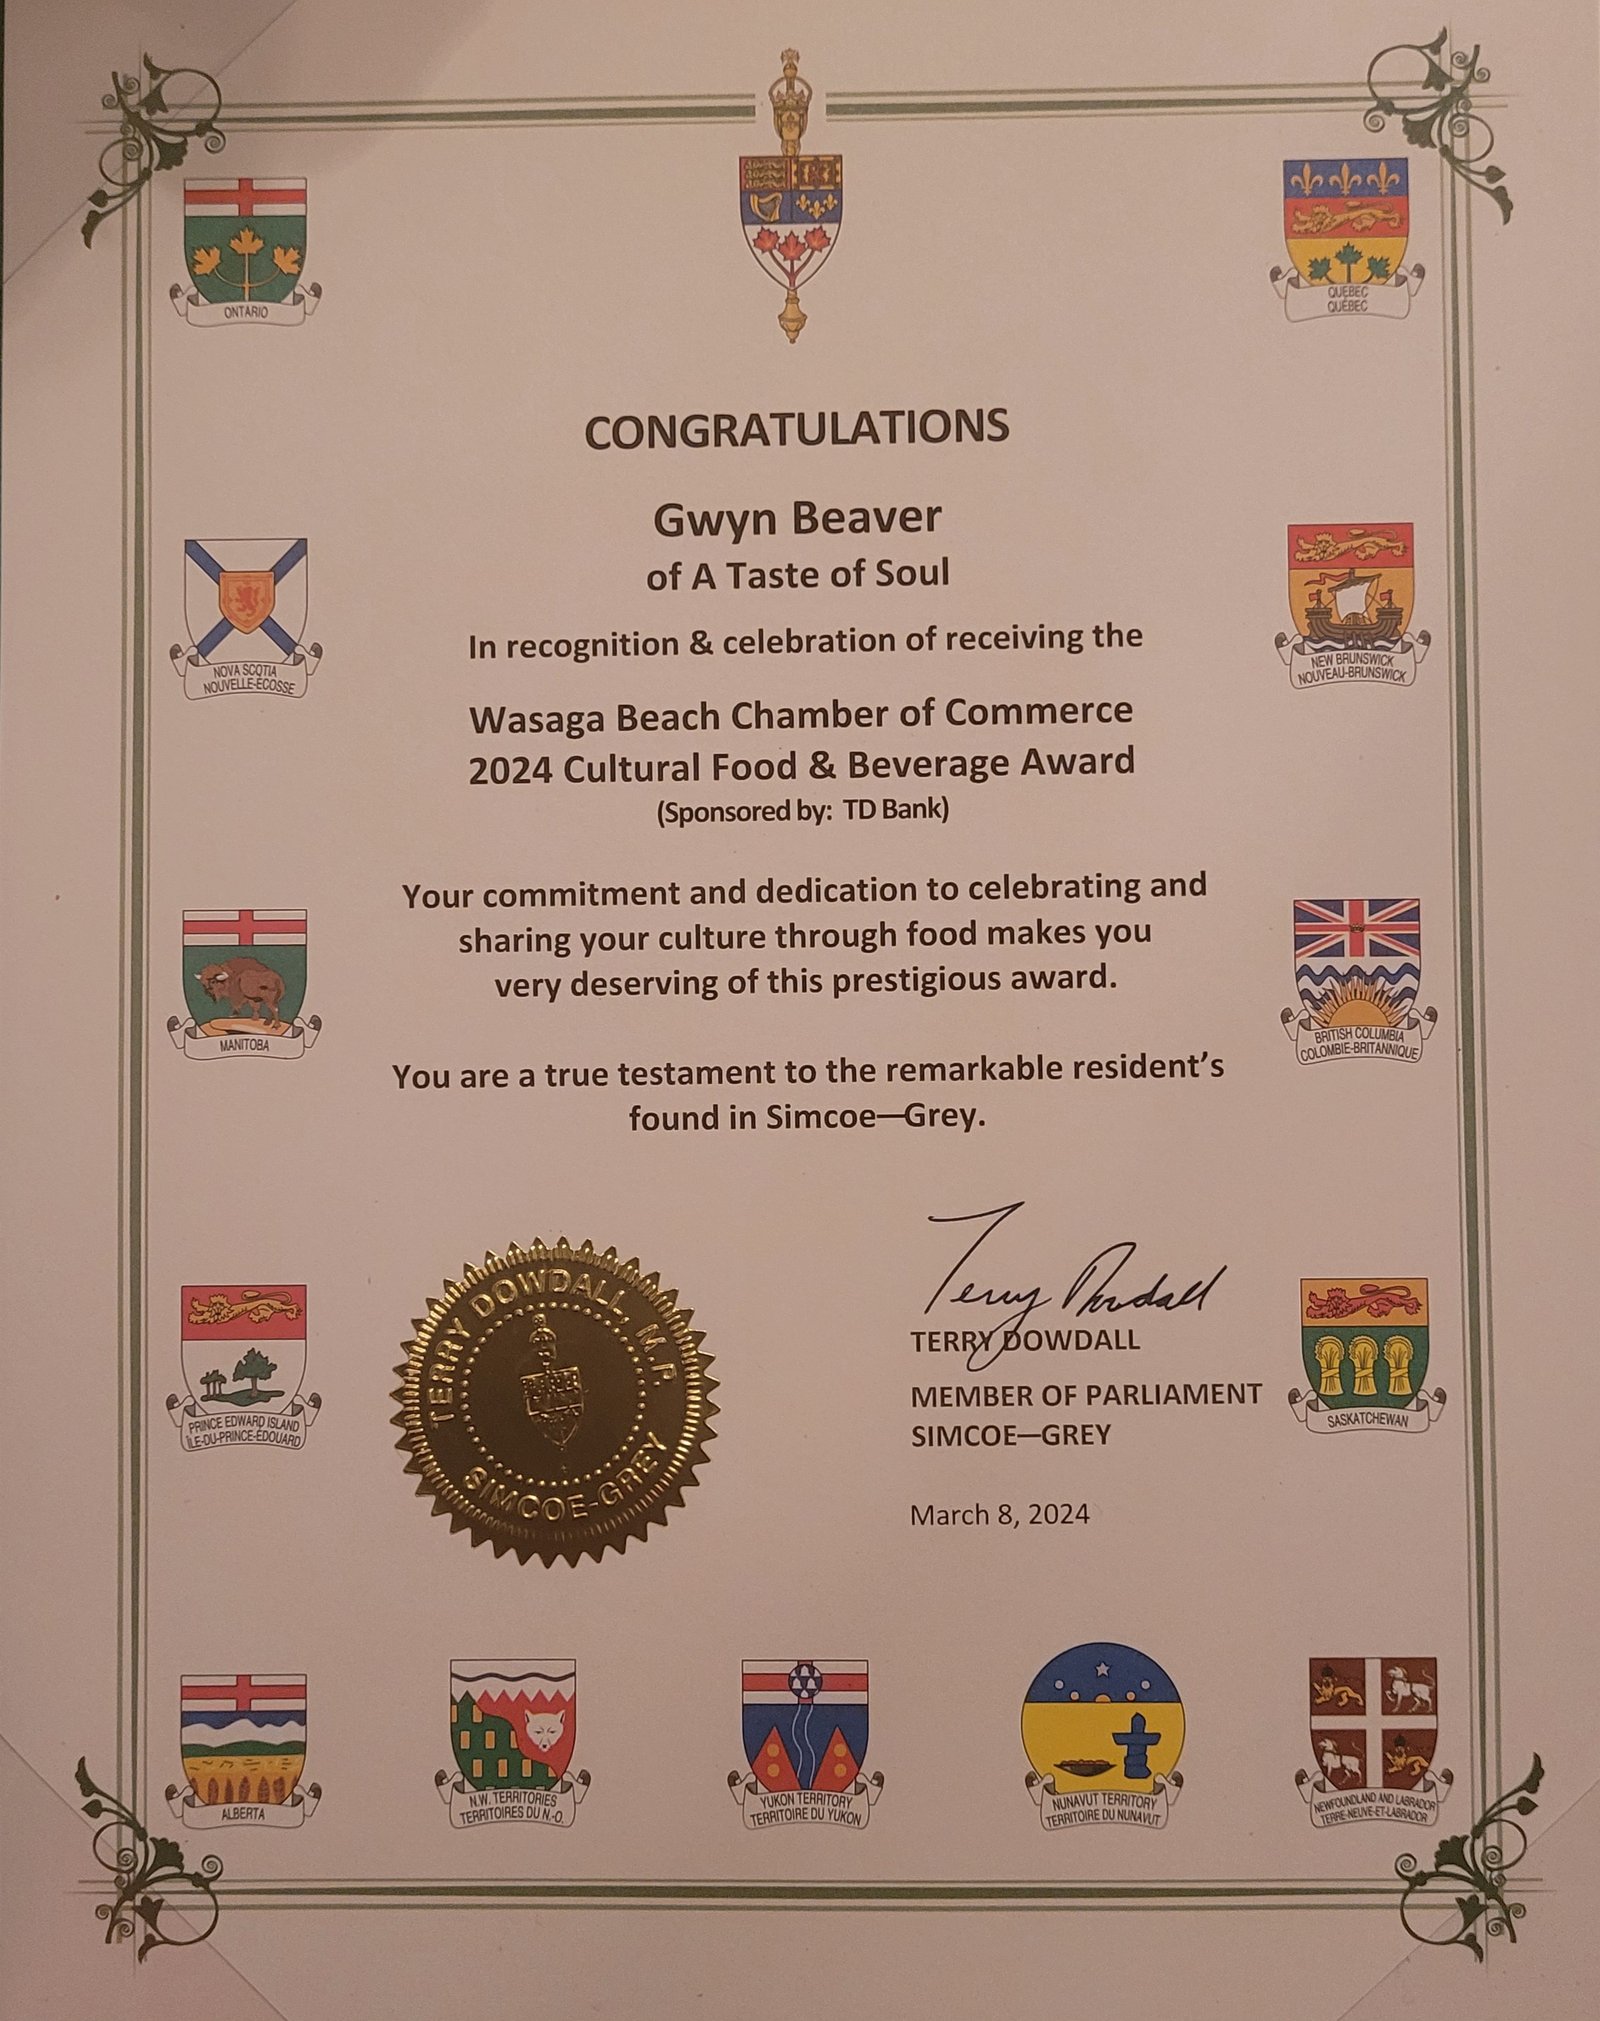 ONTARIO
QUEBEC
QUÉBEC
CONGRATULATIONS
Gwyn Beaver
of A Taste of Soul
In recognition & celebration of receiving the
NOVA SCOTIA
NOUVELLE-ÉCOSSE
NEW BRUNSWICK
NOUVEAU-BRUNSWICK
Wasaga Beach Chamber of Commerce
2024 Cultural Food & Beverage Award
(Sponsored by: TD Bank)
Your commitment and dedication to celebrating and
sharing your culture through food makes you
very deserving of this prestigious award.
MANITOBA
BRITISH COLUMBIA
COLOMBIE-BRITANNIQUE
You are a true testament to the remarkable resident’s
found in Simcoe—Grey.
Terry Dowdall
TERRY DOWDALL
MEMBER OF PARLIAMENT
SIMCOE—GREY
March 8, 2024
TERRY DOWDALL, M.P.
SIMCOE-GREY
PRINCE EDWARD ISLAND
ÎLE-DU-PRINCE-ÉDOUARD
SASKATCHEWAN
ALBERTA
N.W. TERRITORIES
TERRITOIRES DU N.-O.
YUKON TERRITORY
TERRITOIRE DU YUKON
NUNAVUT TERRITORY
TERRITOIRE DU NUNAVUT
NEWFOUNDLAND AND LABRADOR
TERRE-NEUVE-ET-LABRADOR